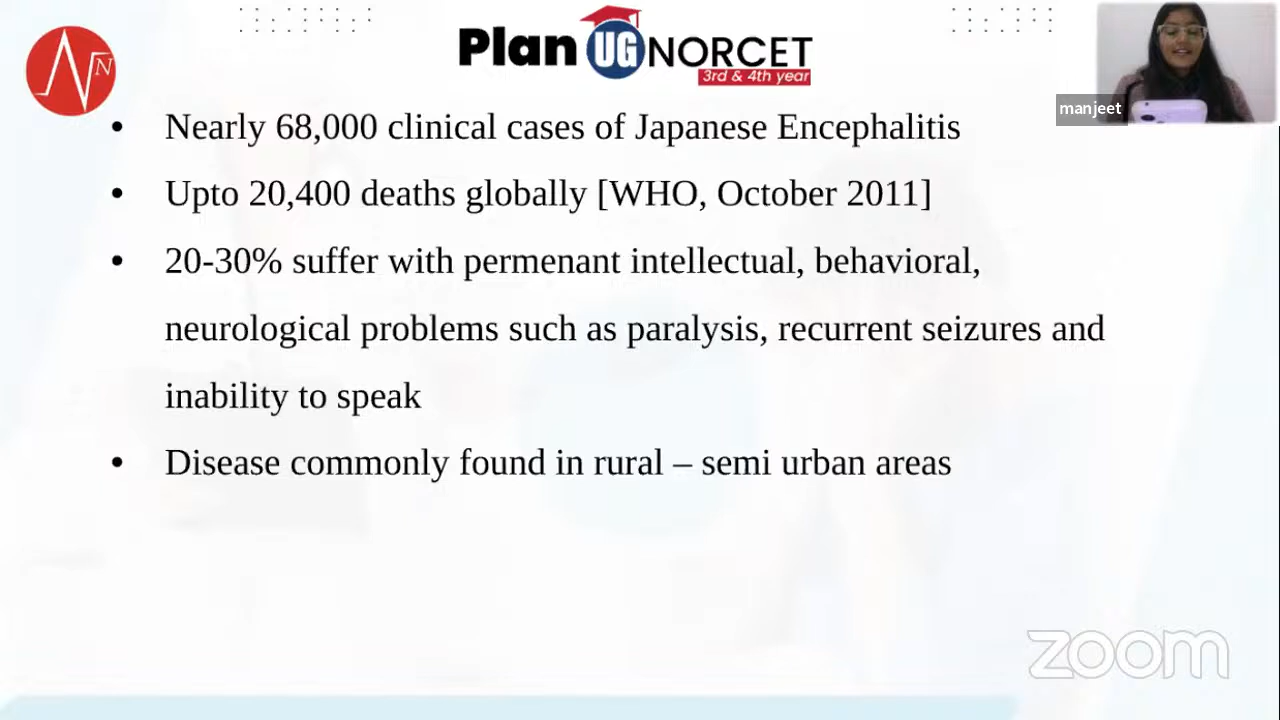 Plan UG NORCET
3rd & 4th year
N
manjeet
• Nearly 68,000 clinical cases of Japanese Encephalitis
• Upto 20,400 deaths globally [WHO, October 2011]
• 20-30% suffer with permenant intellectual, behavioral,
neurological problems such as paralysis, recurrent seizures and
inability to speak
• Disease commonly found in rural – semi urban areas
zoom